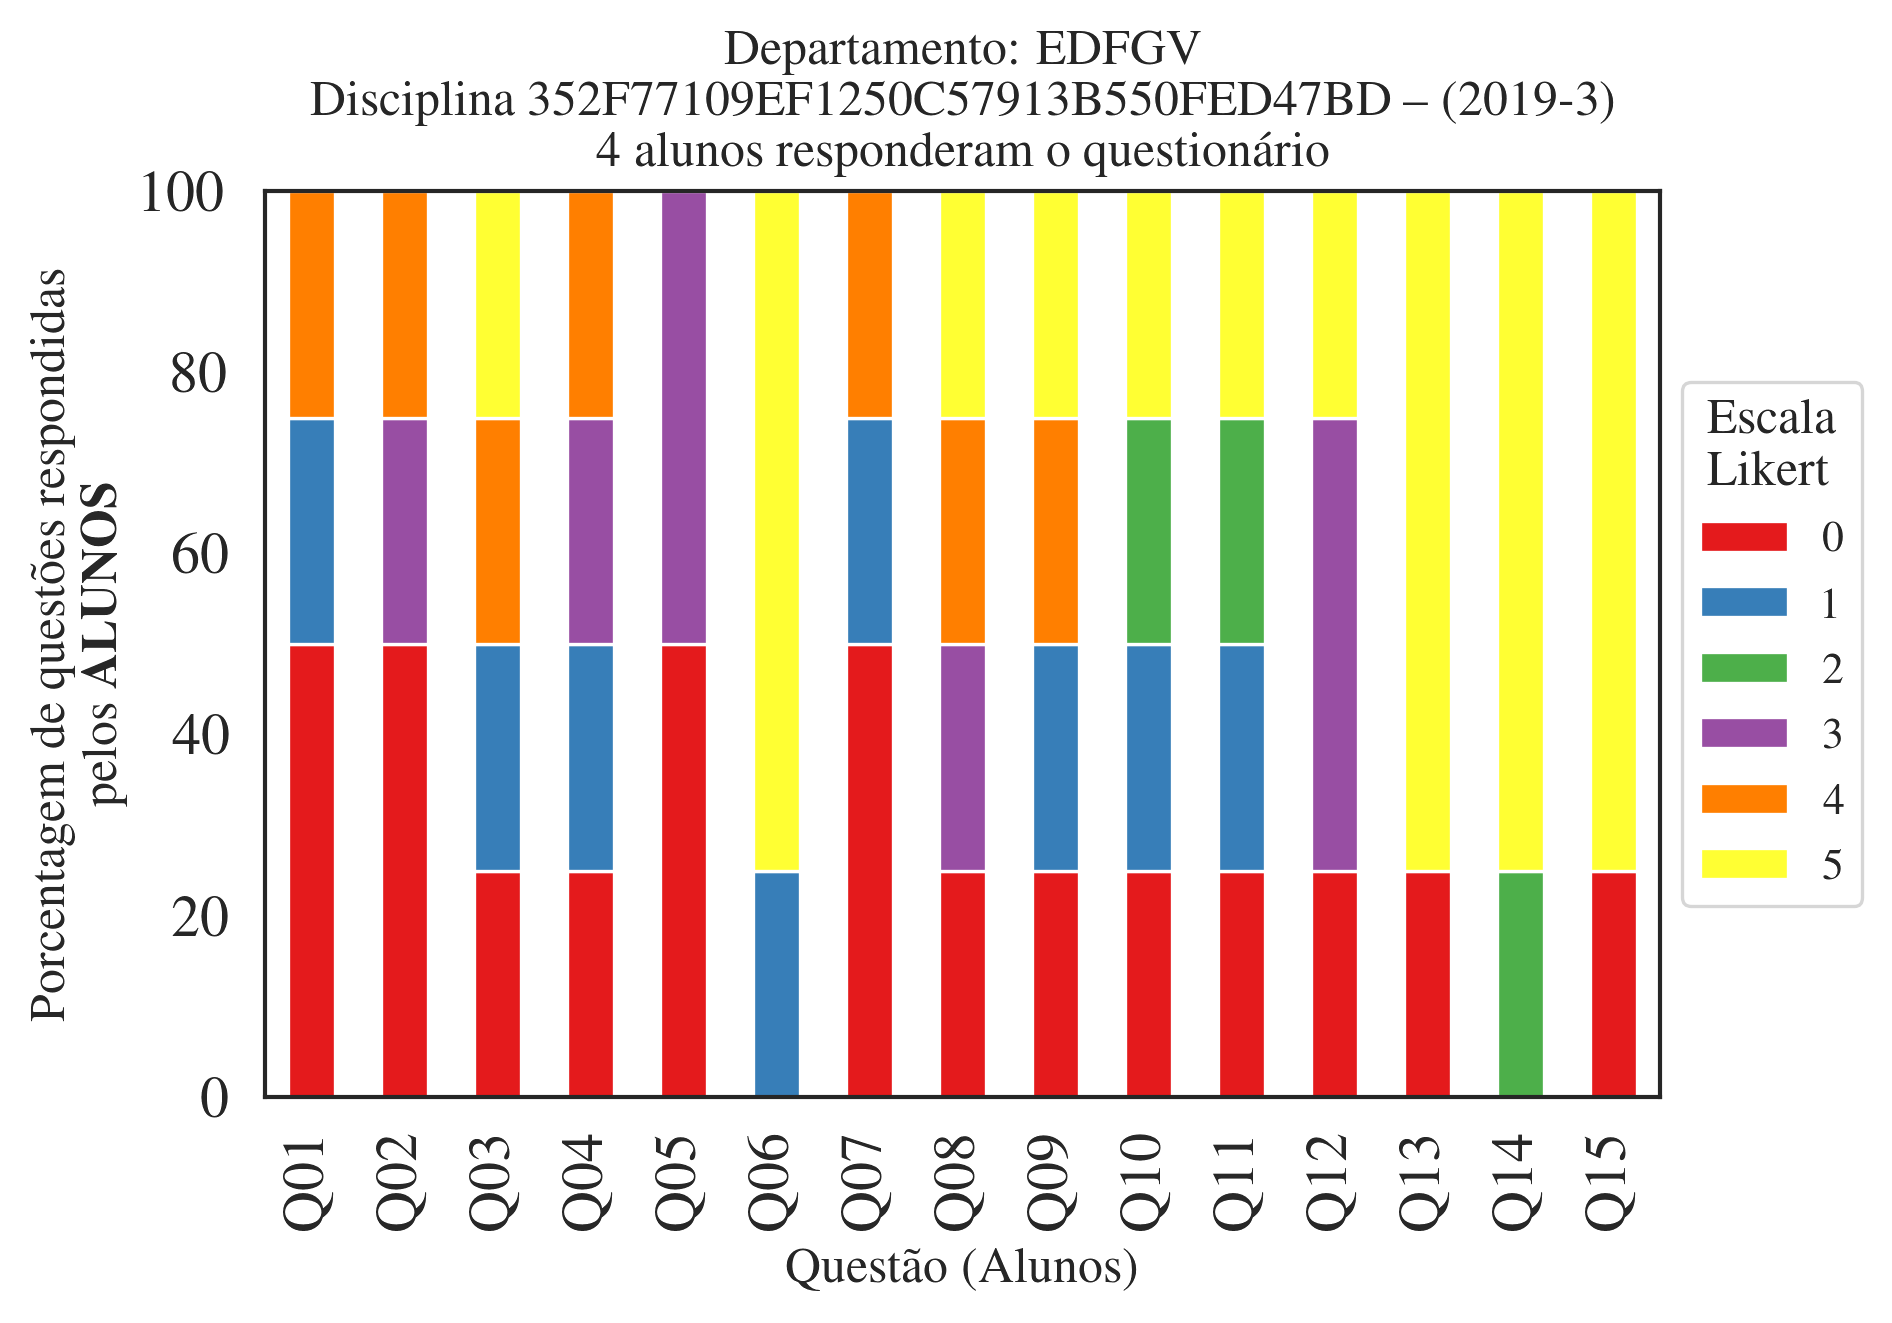 Departamento: EDFGV
Disciplina 352F77109EF1250C57913B550FED47BD – (2019-3)
4 alunos responderam o questionário
Porcentagem de questões respondidas
pelos ALUNOS
100
80
60
40
20
0
Q01
Q02
Q03
Q04
Q05
Q06
Q07
Q08
Q09
Q10
Q11
Q12
Q13
Q14
Q15
Questão (Alunos)
Escala
Likert
0
1
2
3
4
5